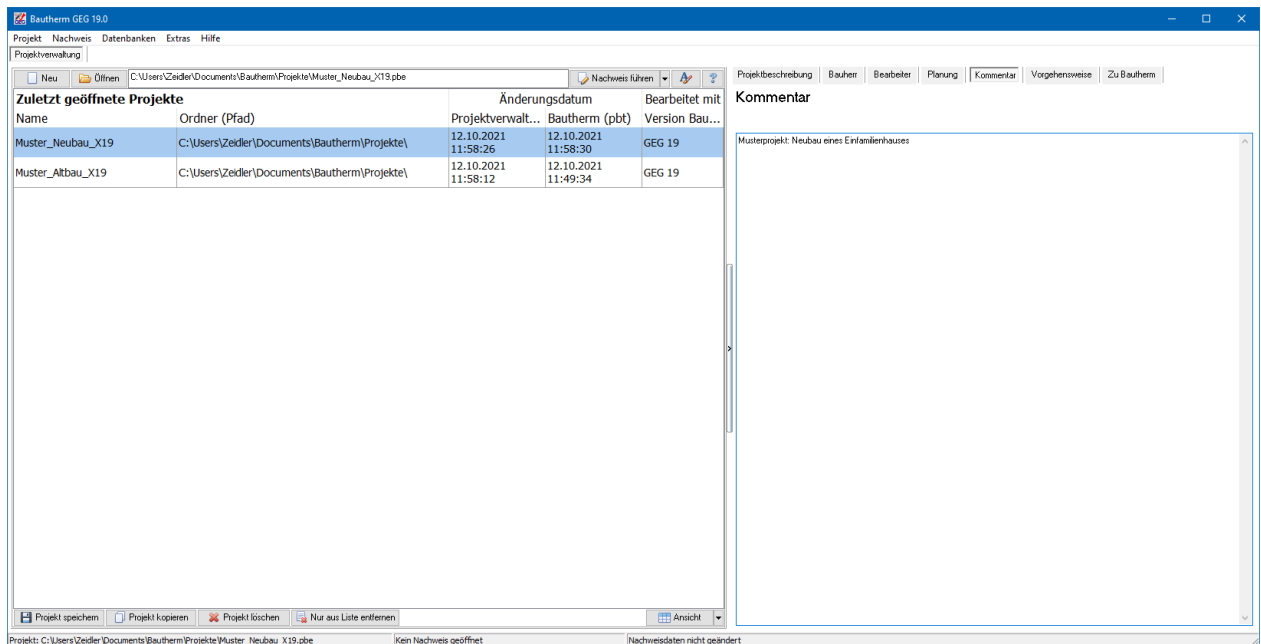 Bautherm GEG 19.0
Projekt Nachweis Datenbanken Extras Hilfe
Projektverwaltung
Neu Öffnen C:\Users\Zeidler\Documents\Bautherm\Projekte\Muster_Neubau_X19.pbe Nachweis führen ?
Zuletzt geöffnete Projekte Änderungsdatum Bearbeitet mit
Name Ordner (Pfad) Projektverwalt... Bautherm (pbt) Version Bau...
Muster_Neubau_X19 C:\Users\Zeidler\Documents\Bautherm\Projekte\ 12.10.2021 11:58:26 12.10.2021 11:58:30 GEG 19
Muster_Altbau_X19 C:\Users\Zeidler\Documents\Bautherm\Projekte\ 12.10.2021 11:58:12 12.10.2021 11:49:34 GEG 19
Projektbeschreibung Bauherr Bearbeiter Planung Kommentar Vorgehensweise Zu Bautherm
Kommentar
Musterprojekt: Neubau eines Einfamilienhauses
Projekt speichern Projekt kopieren Projekt löschen Nur aus Liste entfernen Ansicht
Projekt: C:\Users\Zeidler\Documents\Bautherm\Projekte\Muster_Neubau_X19.pbe Kein Nachweis geöffnet Nachweisdaten nicht geändert